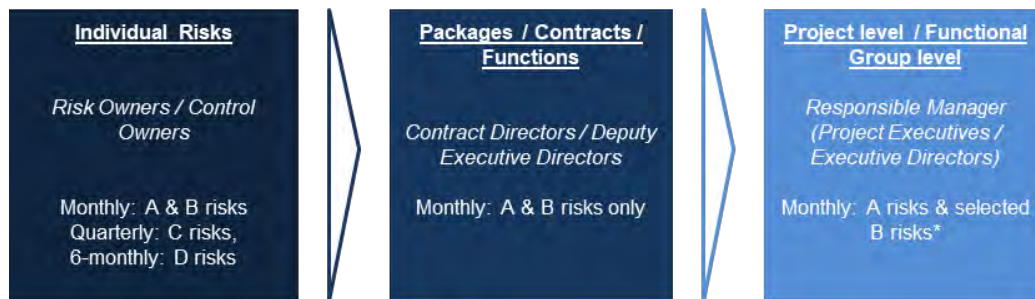 Individual Risks
Risk Owners / Control
Owners
Monthly: A & B risks
Quarterly: C risks,
6-monthly: D risks
Packages / Contracts /
Functions
Contract Directors / Deputy
Executive Directors
Monthly: A & B risks only
Project level / Functional
Group level
Responsible Manager
(Project Executives /
Executive Directors)
Monthly: A risks & selected
B risks*